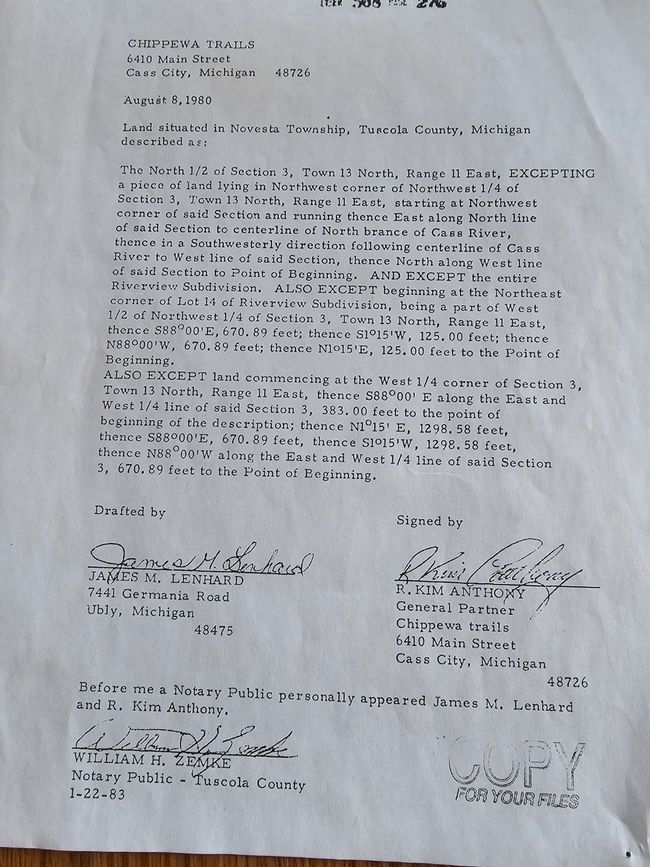 508 276
CHIPPEWA TRAILS
6410 Main Street
Cass City, Michigan 48726
August 8, 1980
Land situated in Novesta Township, Tuscola County, Michigan
described as:
The North 1/2 of Section 3, Town 13 North, Range 11 East, EXCEPTING
a piece of land lying in Northwest corner of Northwest 1/4 of
Section 3, Town 13 North, Range 11 East, starting at Northwest
corner of said Section and running thence East along North line
of said Section to centerline of North brance of Cass River,
thence in a Southwesterly direction following centerline of Cass
River to West line of said Section, thence North along West line
of said Section to Point of Beginning. AND EXCEPT the entire
Riverview Subdivision. ALSO EXCEPT beginning at the Northeast
corner of Lot 14 of Riverview Subdivision, being a part of West
1/2 of Northwest 1/4 of Section 3, Town 13 North, Range 11 East,
thence S88°00'E, 670.89 feet; thence S1°15'W, 125.00 feet; thence
N88°00'W, 670.89 feet; thence N1°15'E, 125.00 feet to the Point of
Beginning.
ALSO EXCEPT land commencing at the West 1/4 corner of Section 3,
Town 13 North, Range 11 East, thence S88°00' E along the East and
West 1/4 line of said Section 3, 383.00 feet to the point of
beginning of the description; thence N1°15' E, 1298.58 feet,
thence S88°00'E, 670.89 feet, thence S1°15'W, 1298.58 feet,
thence N88°00'W along the East and West 1/4 line of said Section
3, 670.89 feet to the Point of Beginning.
Drafted by
Signed by
James M. Lenhard
R Kim Anthony
JAMES M. LENHARD
7441 Germania Road
Ubly, Michigan
48475
R. KIM ANTHONY
General Partner
Chippewa trails
6410 Main Street
Cass City, Michigan
48726
Before me a Notary Public personally appeared James M. Lenhard
and R. Kim Anthony.
William H. Zemke
WILLIAM H. ZEMKE
Notary Public - Tuscola County
1-22-83
COPY
FOR YOUR FILES